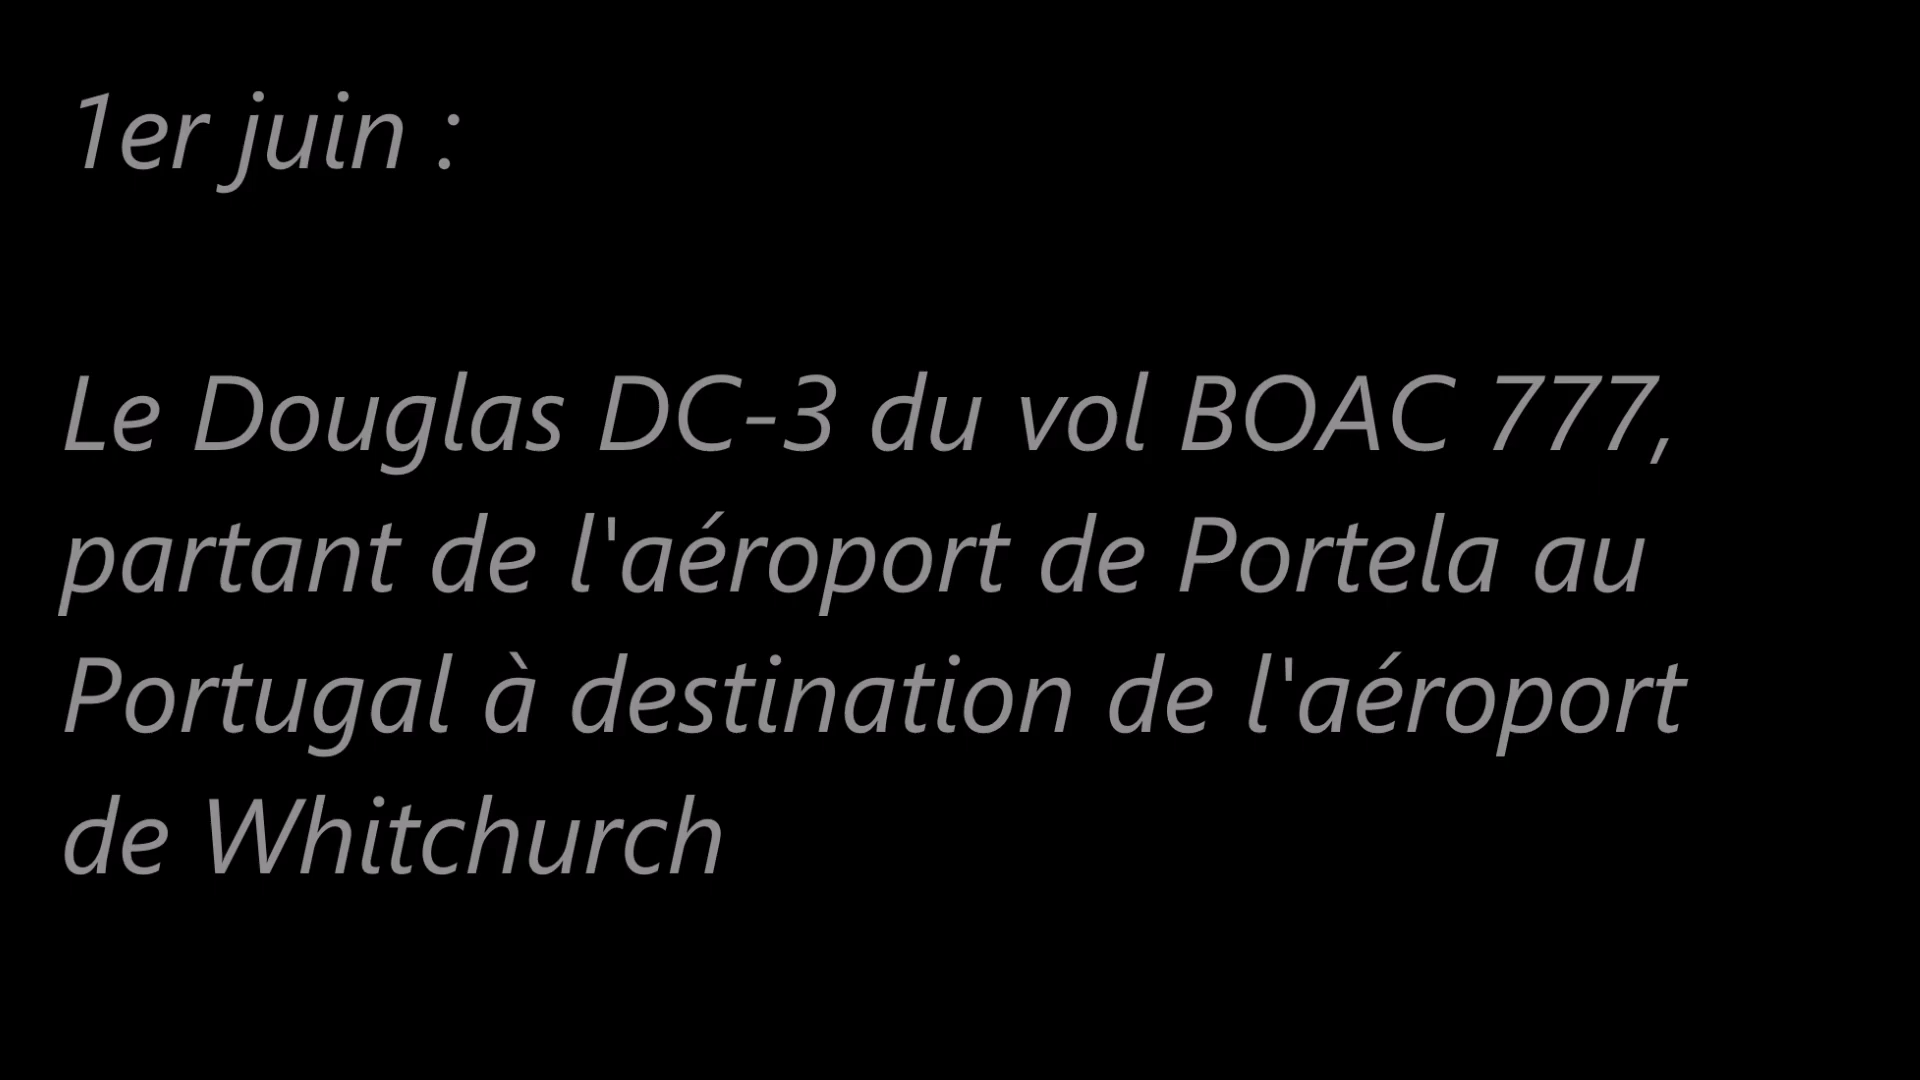 1er juin :
Le Douglas DC-3 du vol BOAC 777,
partant de l'aéroport de Portela au
Portugal à destination de l'aéroport
de Whitchurch